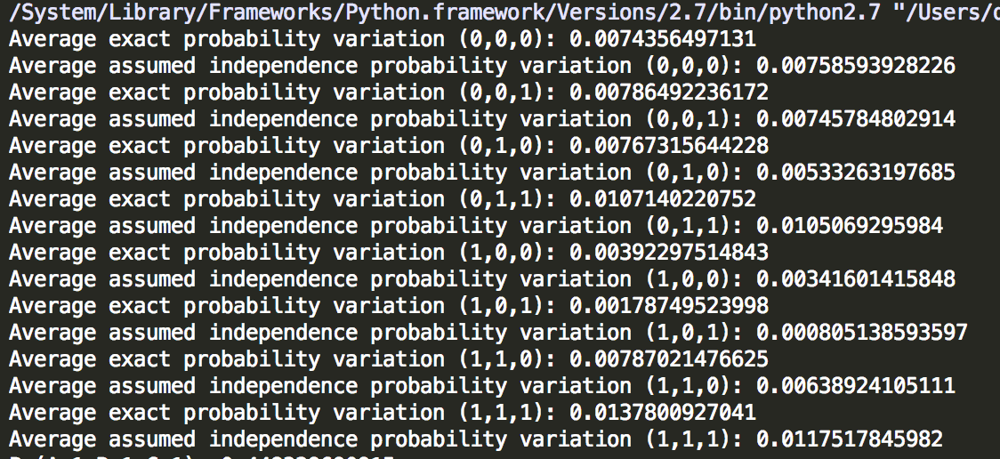 /System/Library/Frameworks/Python.framework/Versions/2.7/bin/python2.7 "/Users/
Average exact probability variation (0,0,0): 0.0074356497131
Average assumed independence probability variation (0,0,0): 0.00758593928226
Average exact probability variation (0,0,1): 0.00786492236172
Average assumed independence probability variation (0,0,1): 0.00745784802914
Average exact probability variation (0,1,0): 0.00767315644228
Average assumed independence probability variation (0,1,0): 0.00533263197685
Average exact probability variation (0,1,1): 0.0107140220752
Average assumed independence probability variation (0,1,1): 0.0105069295984
Average exact probability variation (1,0,0): 0.00392297514843
Average assumed independence probability variation (1,0,0): 0.00341601415848
Average exact probability variation (1,0,1): 0.00178749523998
Average assumed independence probability variation (1,0,1): 0.000805138593597
Average exact probability variation (1,1,0): 0.00787021476625
Average assumed independence probability variation (1,1,0): 0.00638924105111
Average exact probability variation (1,1,1): 0.0137800927041
Average assumed independence probability variation (1,1,1): 0.0117517845982